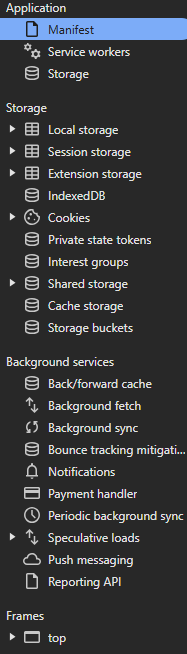 Application
Manifest
Service workers
Storage
Storage
Local storage
Session storage
Extension storage
IndexedDB
Cookies
Private state tokens
Interest groups
Shared storage
Cache storage
Storage buckets
Background services
Back/forward cache
Background fetch
Background sync
Bounce tracking mitigati...
Notifications
Payment handler
Periodic background sync
Speculative loads
Push messaging
Reporting API
Frames
top